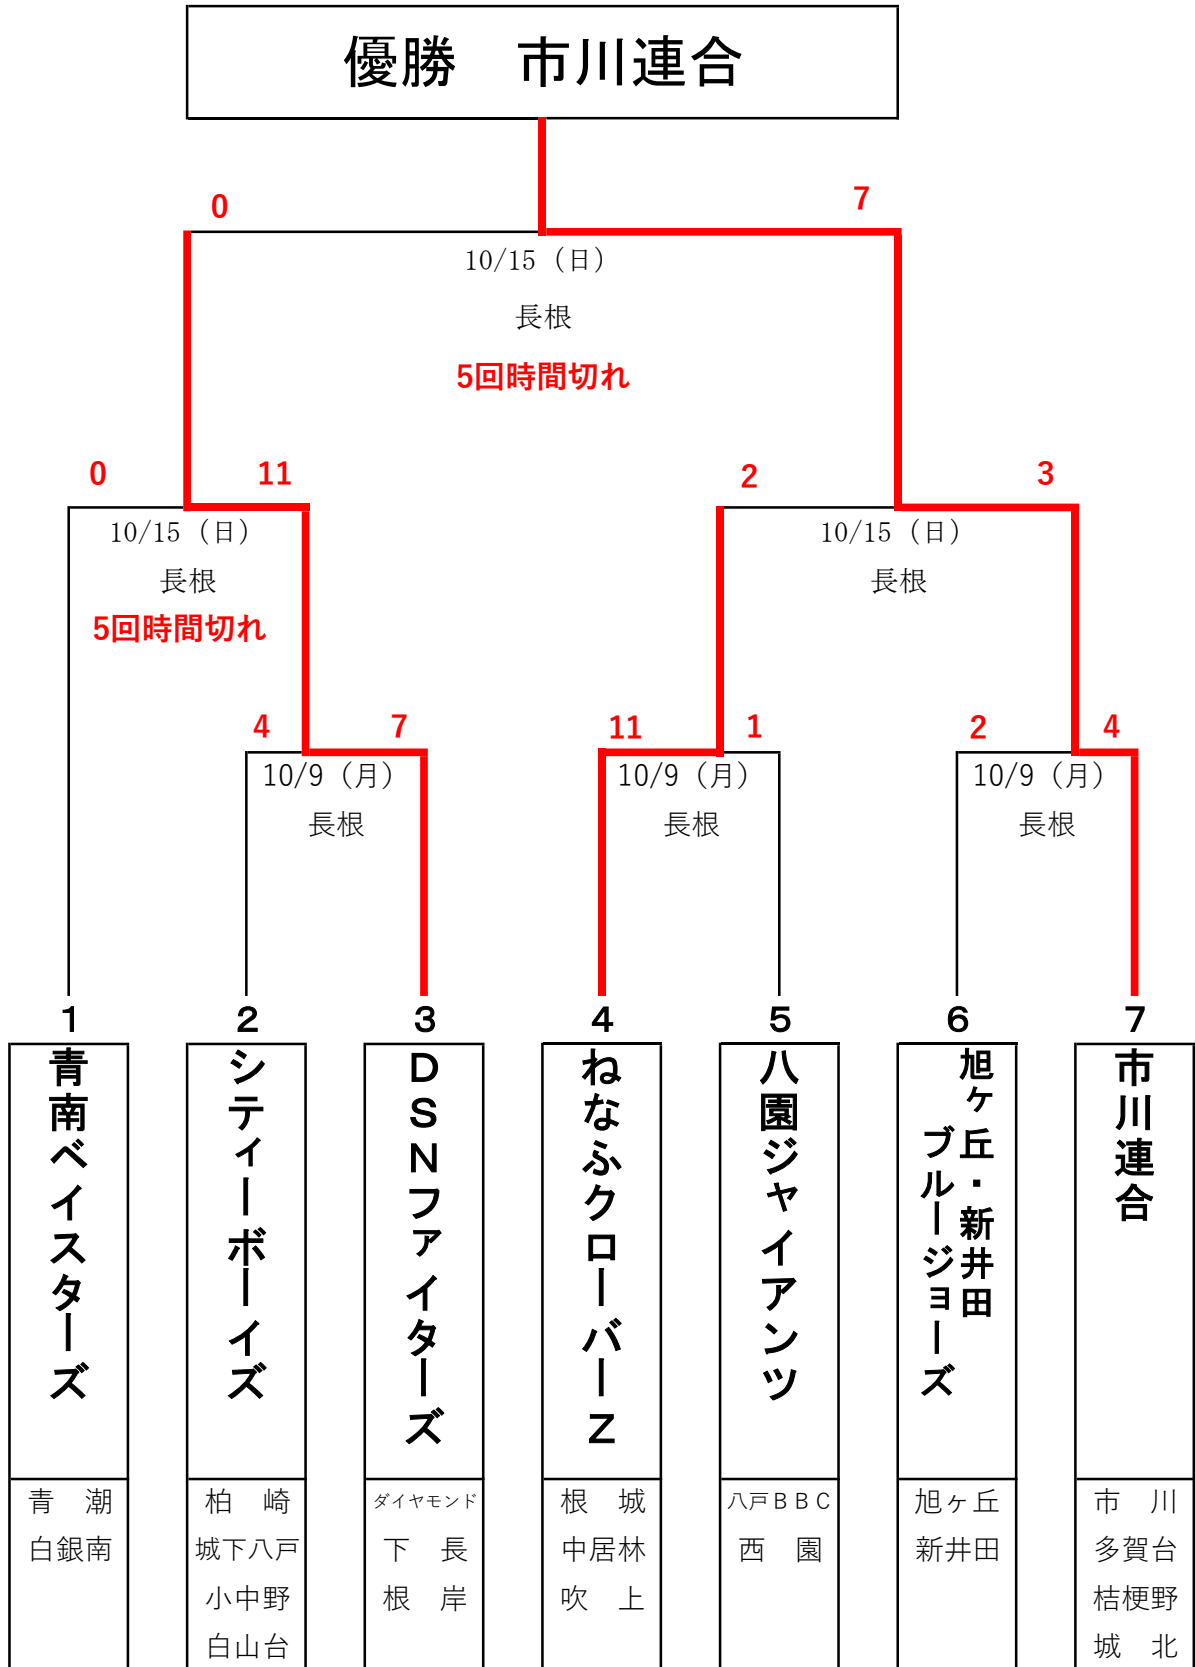 優勝　市川連合
0
7
10/15（日）
長根
5回時間切れ
0
11
2
3
10/15（日）
長根
5回時間切れ
10/15（日）
長根
4
7
11
1
2
4
10/9（月）
長根
10/9（月）
長根
10/9（月）
長根
1
2
3
4
5
6
7
青南ベイスターズ
シティーボーイズ
ＤＳＮファイターズ
ねなふクローバーＺ
八園ジャイアンツ
旭ヶ丘・新井田
ブルージョーズ
市川連合
青　潮
白銀南
柏　崎
城下八戸
小中野
白山台
ダイヤモンド
下　長
根　岸
根　城
中居林
吹　上
八戸ＢＢＣ
西　園
旭ヶ丘
新井田
市　川
多賀台
桔梗野
城　北